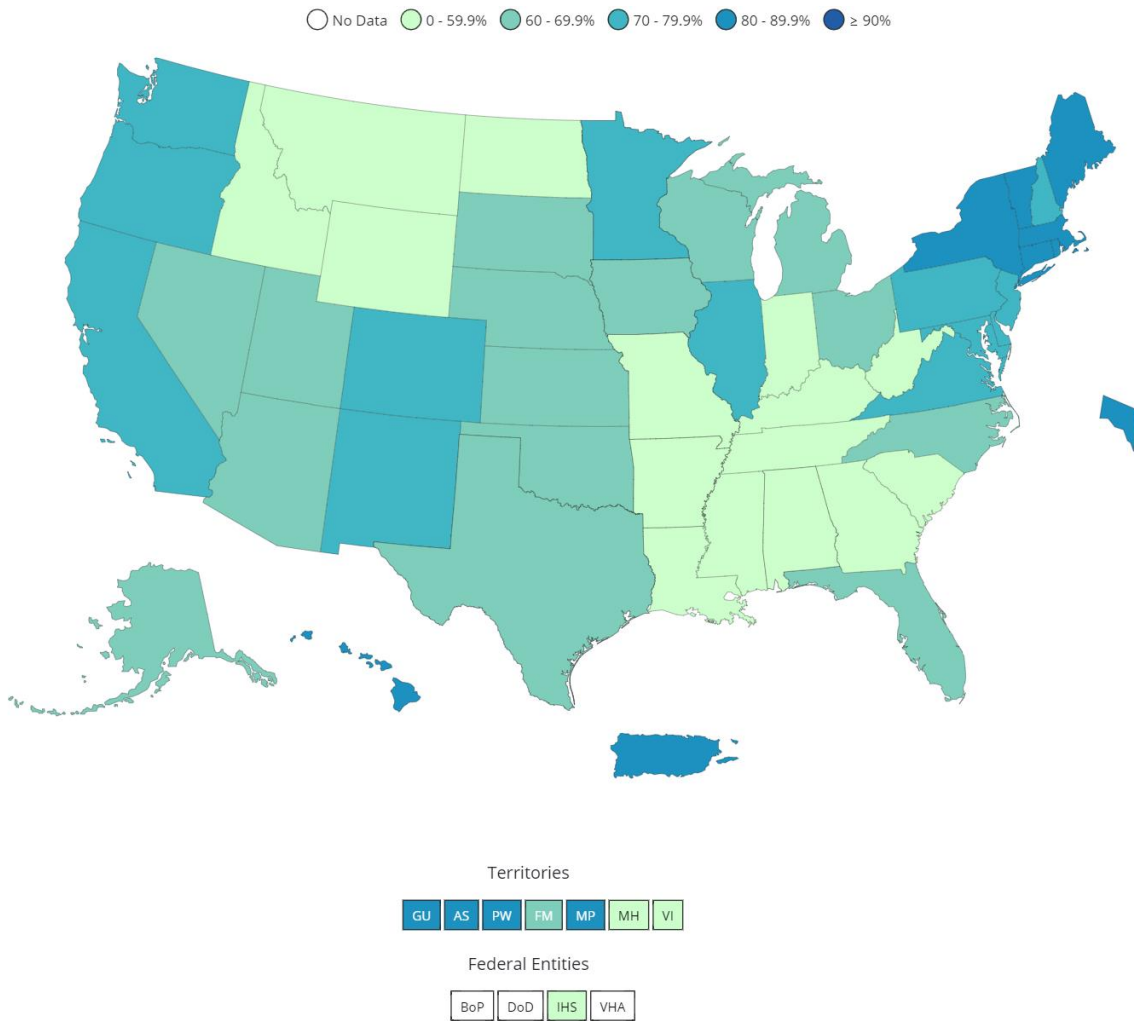 No Data 0 - 59.9% 60 - 69.9% 70 - 79.9% 80 - 89.9% ≥ 90%
Territories
GU AS PW FM MP MH VI
Federal Entities
BoP DoD IHS VHA